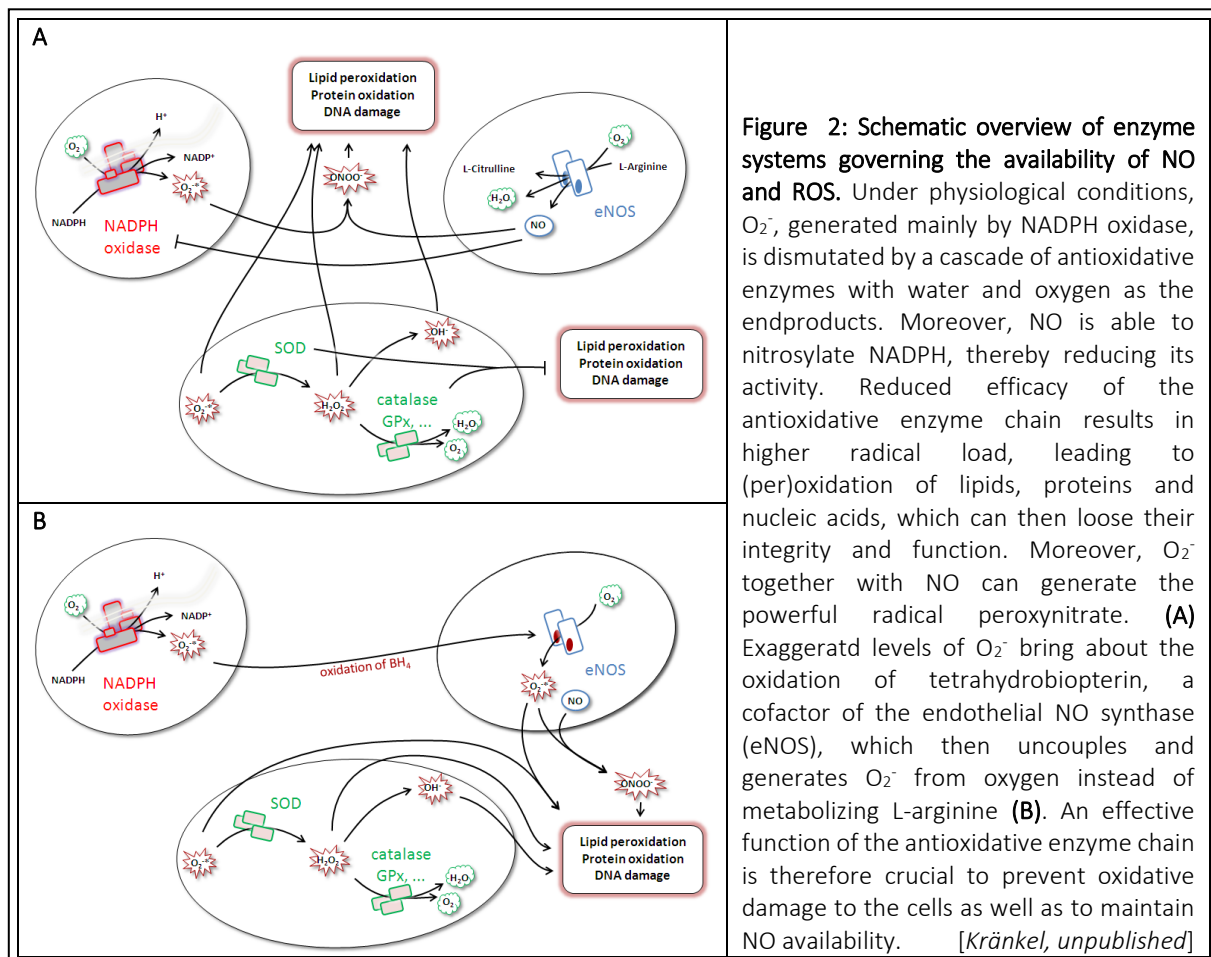 A
Lipid peroxidation
Protein oxidation
DNA damage
H⁺
O₂
NADP⁺
O₂⁻*
NADPH
NADPH
oxidase
ONOO⁻
O₂
L-Citrulline
L-Arginine
H₂O
eNOS
NO
OH⁻
SOD
Lipid peroxidation
Protein oxidation
DNA damage
O₂⁻*
H₂O₂
catalase
GPx, ...
H₂O
O₂
B
H⁺
O₂
NADP⁺
O₂⁻*
NADPH
NADPH
oxidase
oxidation of BH₄
O₂
eNOS
O₂⁻*
NO
ONOO⁻
OH⁻
SOD
O₂⁻*
H₂O₂
catalase
GPx, ...
H₂O
O₂
Lipid peroxidation
Protein oxidation
DNA damage
Figure 2: Schematic overview of enzyme
systems governing the availability of NO
and ROS. Under physiological conditions,
O₂⁻, generated mainly by NADPH oxidase,
is dismutated by a cascade of antioxidative
enzymes with water and oxygen as the
endproducts. Moreover, NO is able to
nitrosylate NADPH, thereby reducing its
activity. Reduced efficacy of the
antioxidative enzyme chain results in
higher radical load, leading to
(per)oxidation of lipids, proteins and
nucleic acids, which can then loose their
integrity and function. Moreover, O₂⁻
together with NO can generate the
powerful radical peroxynitrate. (A)
Exaggeratd levels of O₂⁻ bring about the
oxidation of tetrahydrobiopterin, a
cofactor of the endothelial NO synthase
(eNOS), which then uncouples and
generates O₂⁻ from oxygen instead of
metabolizing L-arginine (B). An effective
function of the antioxidative enzyme chain
is therefore crucial to prevent oxidative
damage to the cells as well as to maintain
NO availability. [Kränkel, unpublished]